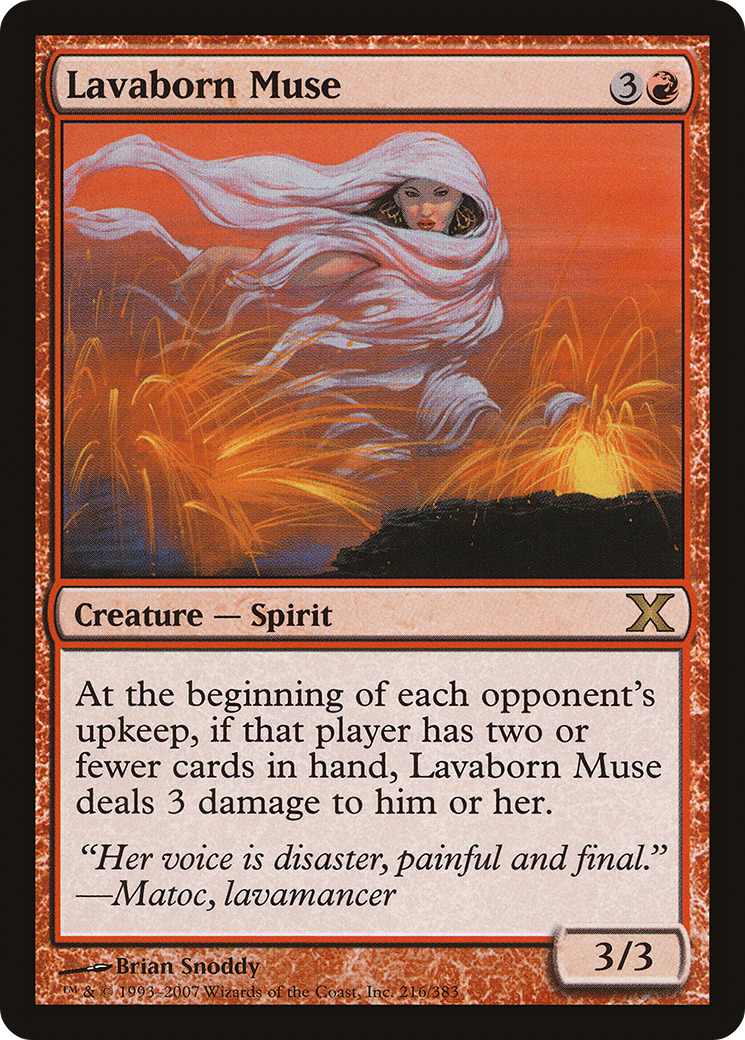 Lavaborn Muse 3
Creature — Spirit X
At the beginning of each opponent's
upkeep, if that player has two or
fewer cards in hand, Lavaborn Muse
deals 3 damage to him or her.
“Her voice is disaster, painful and final.”
—Matoc, lavamancer
3/3
Brian Snoddy
™ & © 1993–2007 Wizards of the Coast, Inc. 216/383